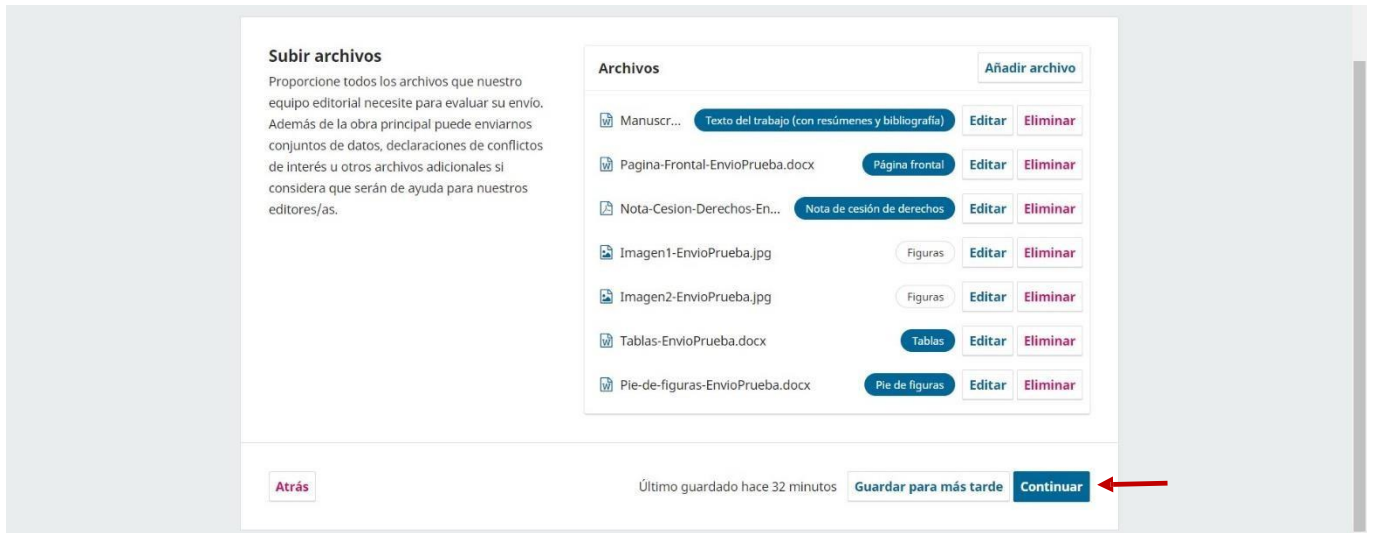 Subir archivos
Proporcione todos los archivos que nuestro
equipo editorial necesite para evaluar su envío.
Además de la obra principal puede enviarnos
conjuntos de datos, declaraciones de conflictos
de interés u otros archivos adicionales si
considera que serán de ayuda para nuestros
editores/as.
Archivos Añadir archivo
Manuscr... Texto del trabajo (con resúmenes y bibliografía) Editar Eliminar
Pagina-Frontal-EnvioPrueba.docx Página frontal Editar Eliminar
Nota-Cesion-Derechos-En... Nota de cesión de derechos Editar Eliminar
Imagen1-EnvioPrueba.jpg Figuras Editar Eliminar
Imagen2-EnvioPrueba.jpg Figuras Editar Eliminar
Tablas-EnvioPrueba.docx Tablas Editar Eliminar
Pie-de-figuras-EnvioPrueba.docx Pie de figuras Editar Eliminar
Atrás Último guardado hace 32 minutos Guardar para más tarde Continuar